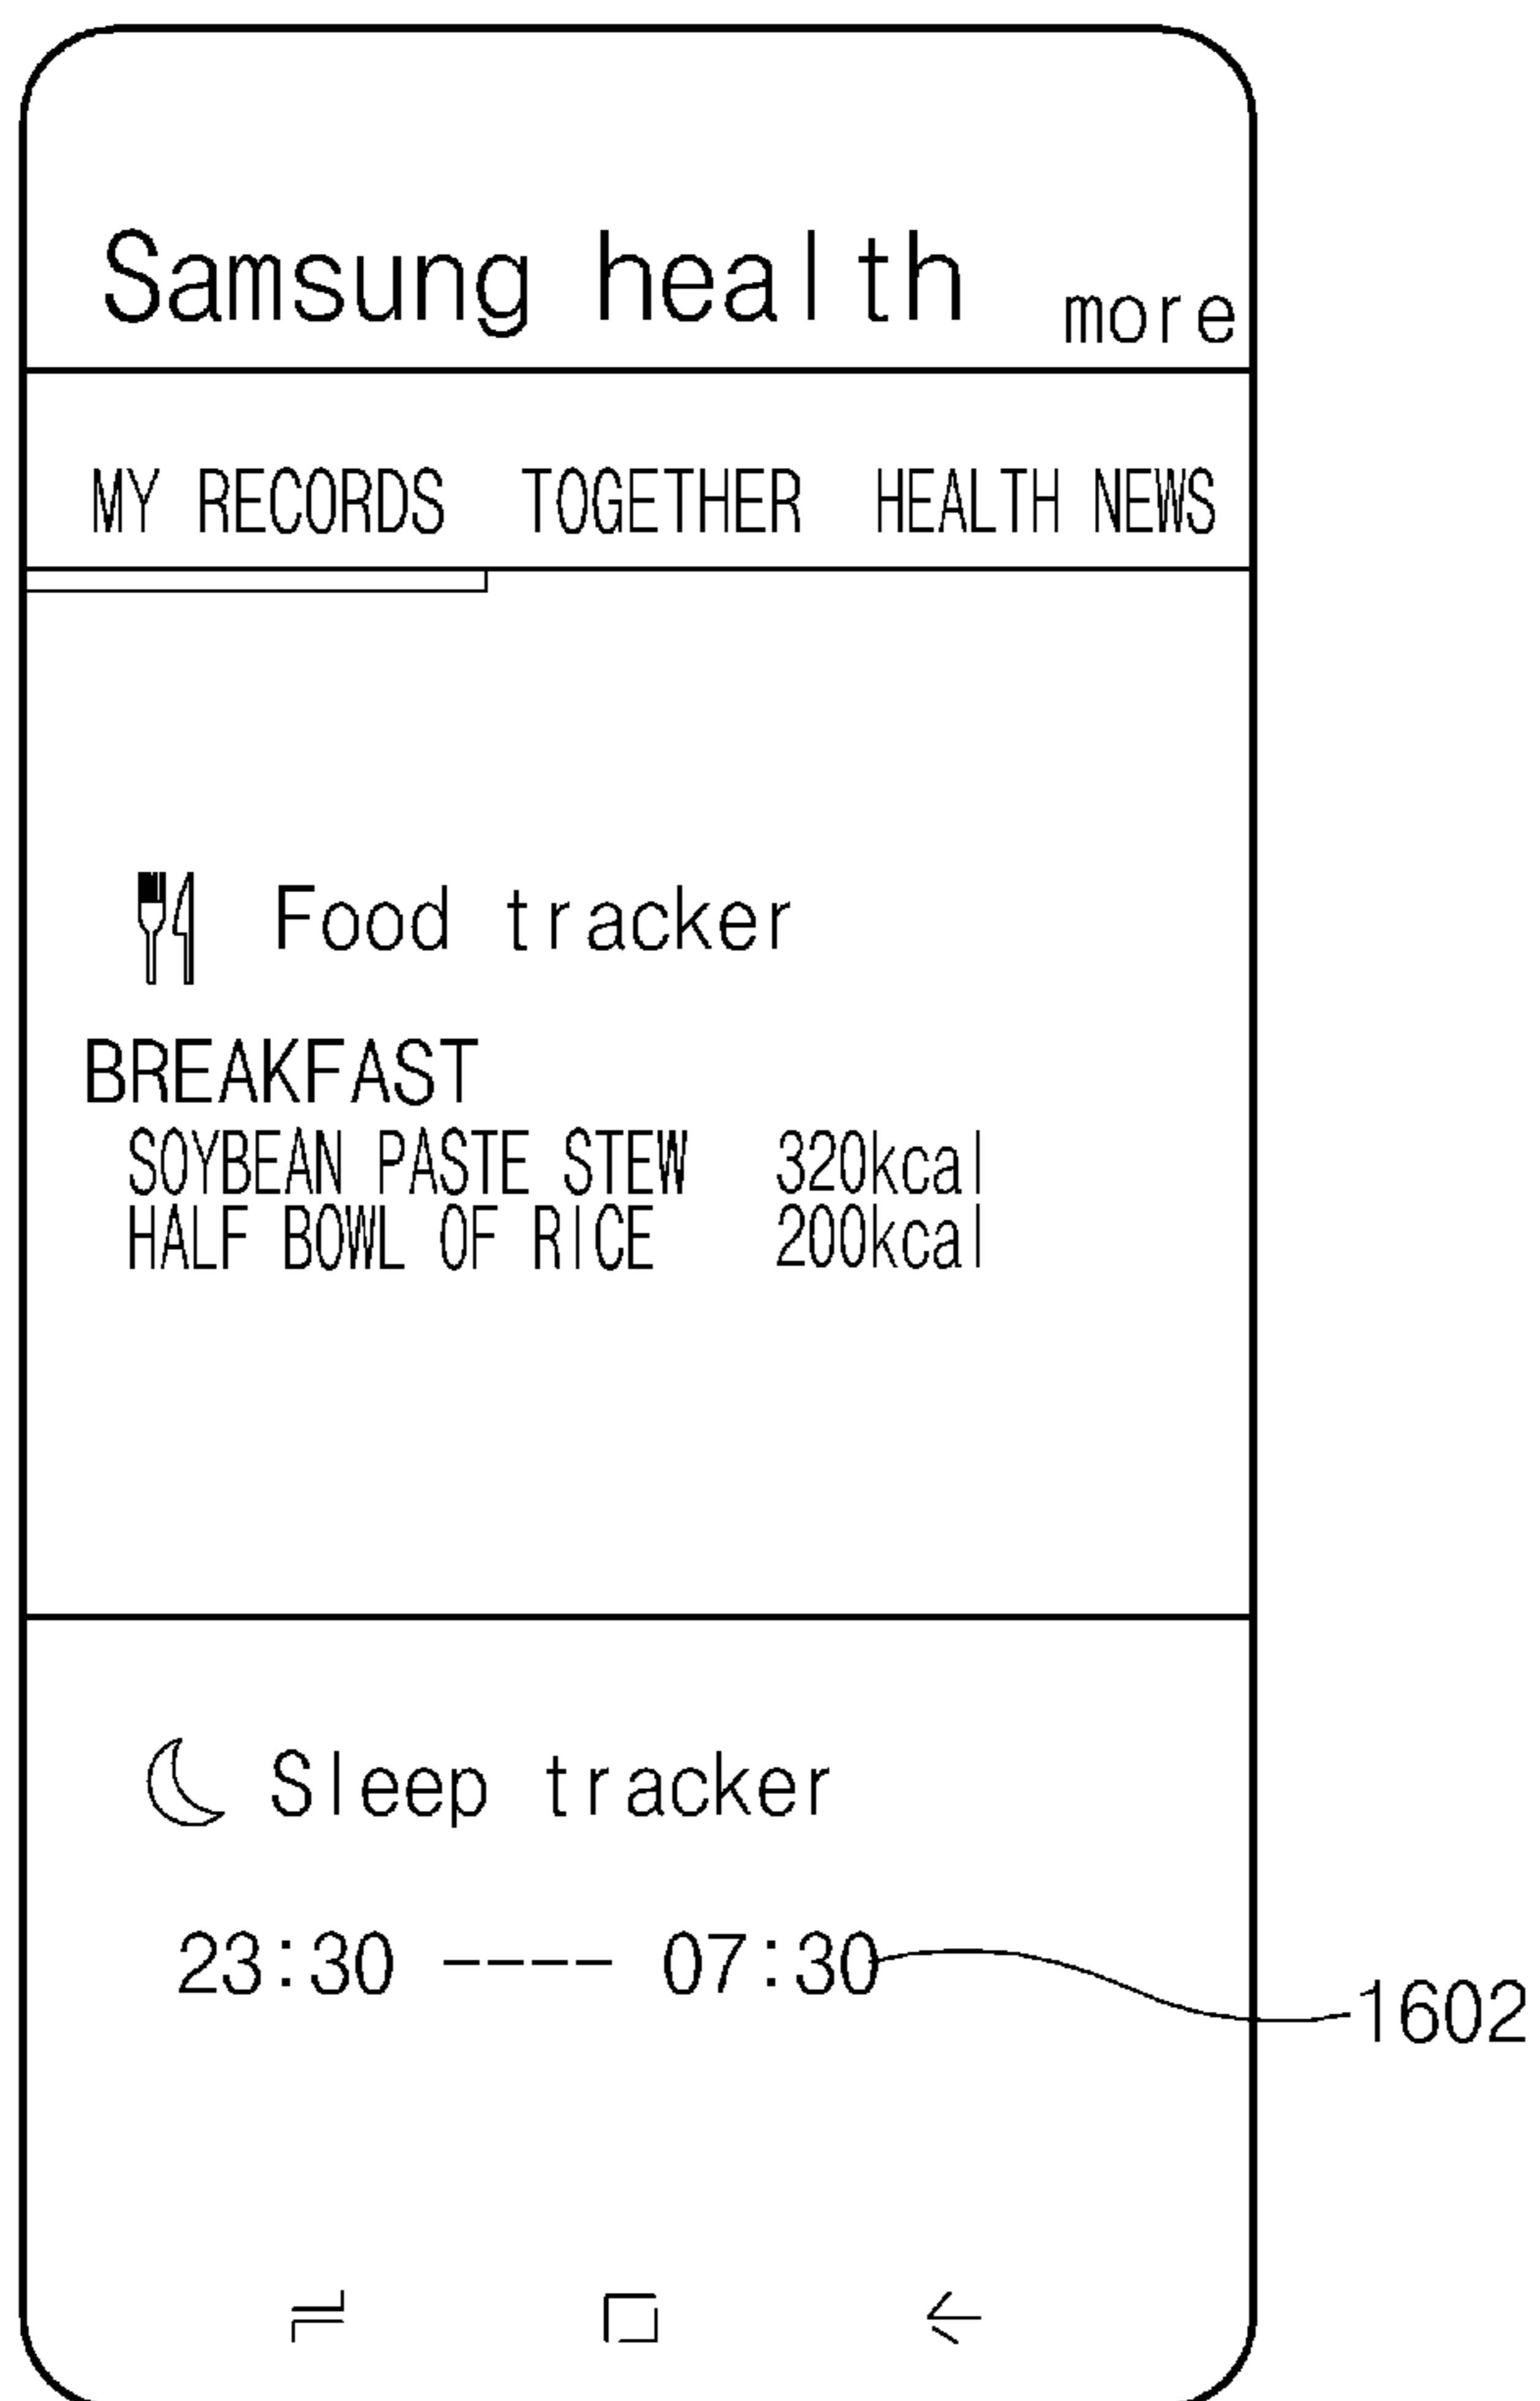 Samsung health more
MY RECORDS TOGETHER HEALTH NEWS
Food tracker
BREAKFAST
SOYBEAN PASTE STEW 320kcal
HALF BOWL OF RICE 200kcal
Sleep tracker
23:30 ---- 07:30
1602